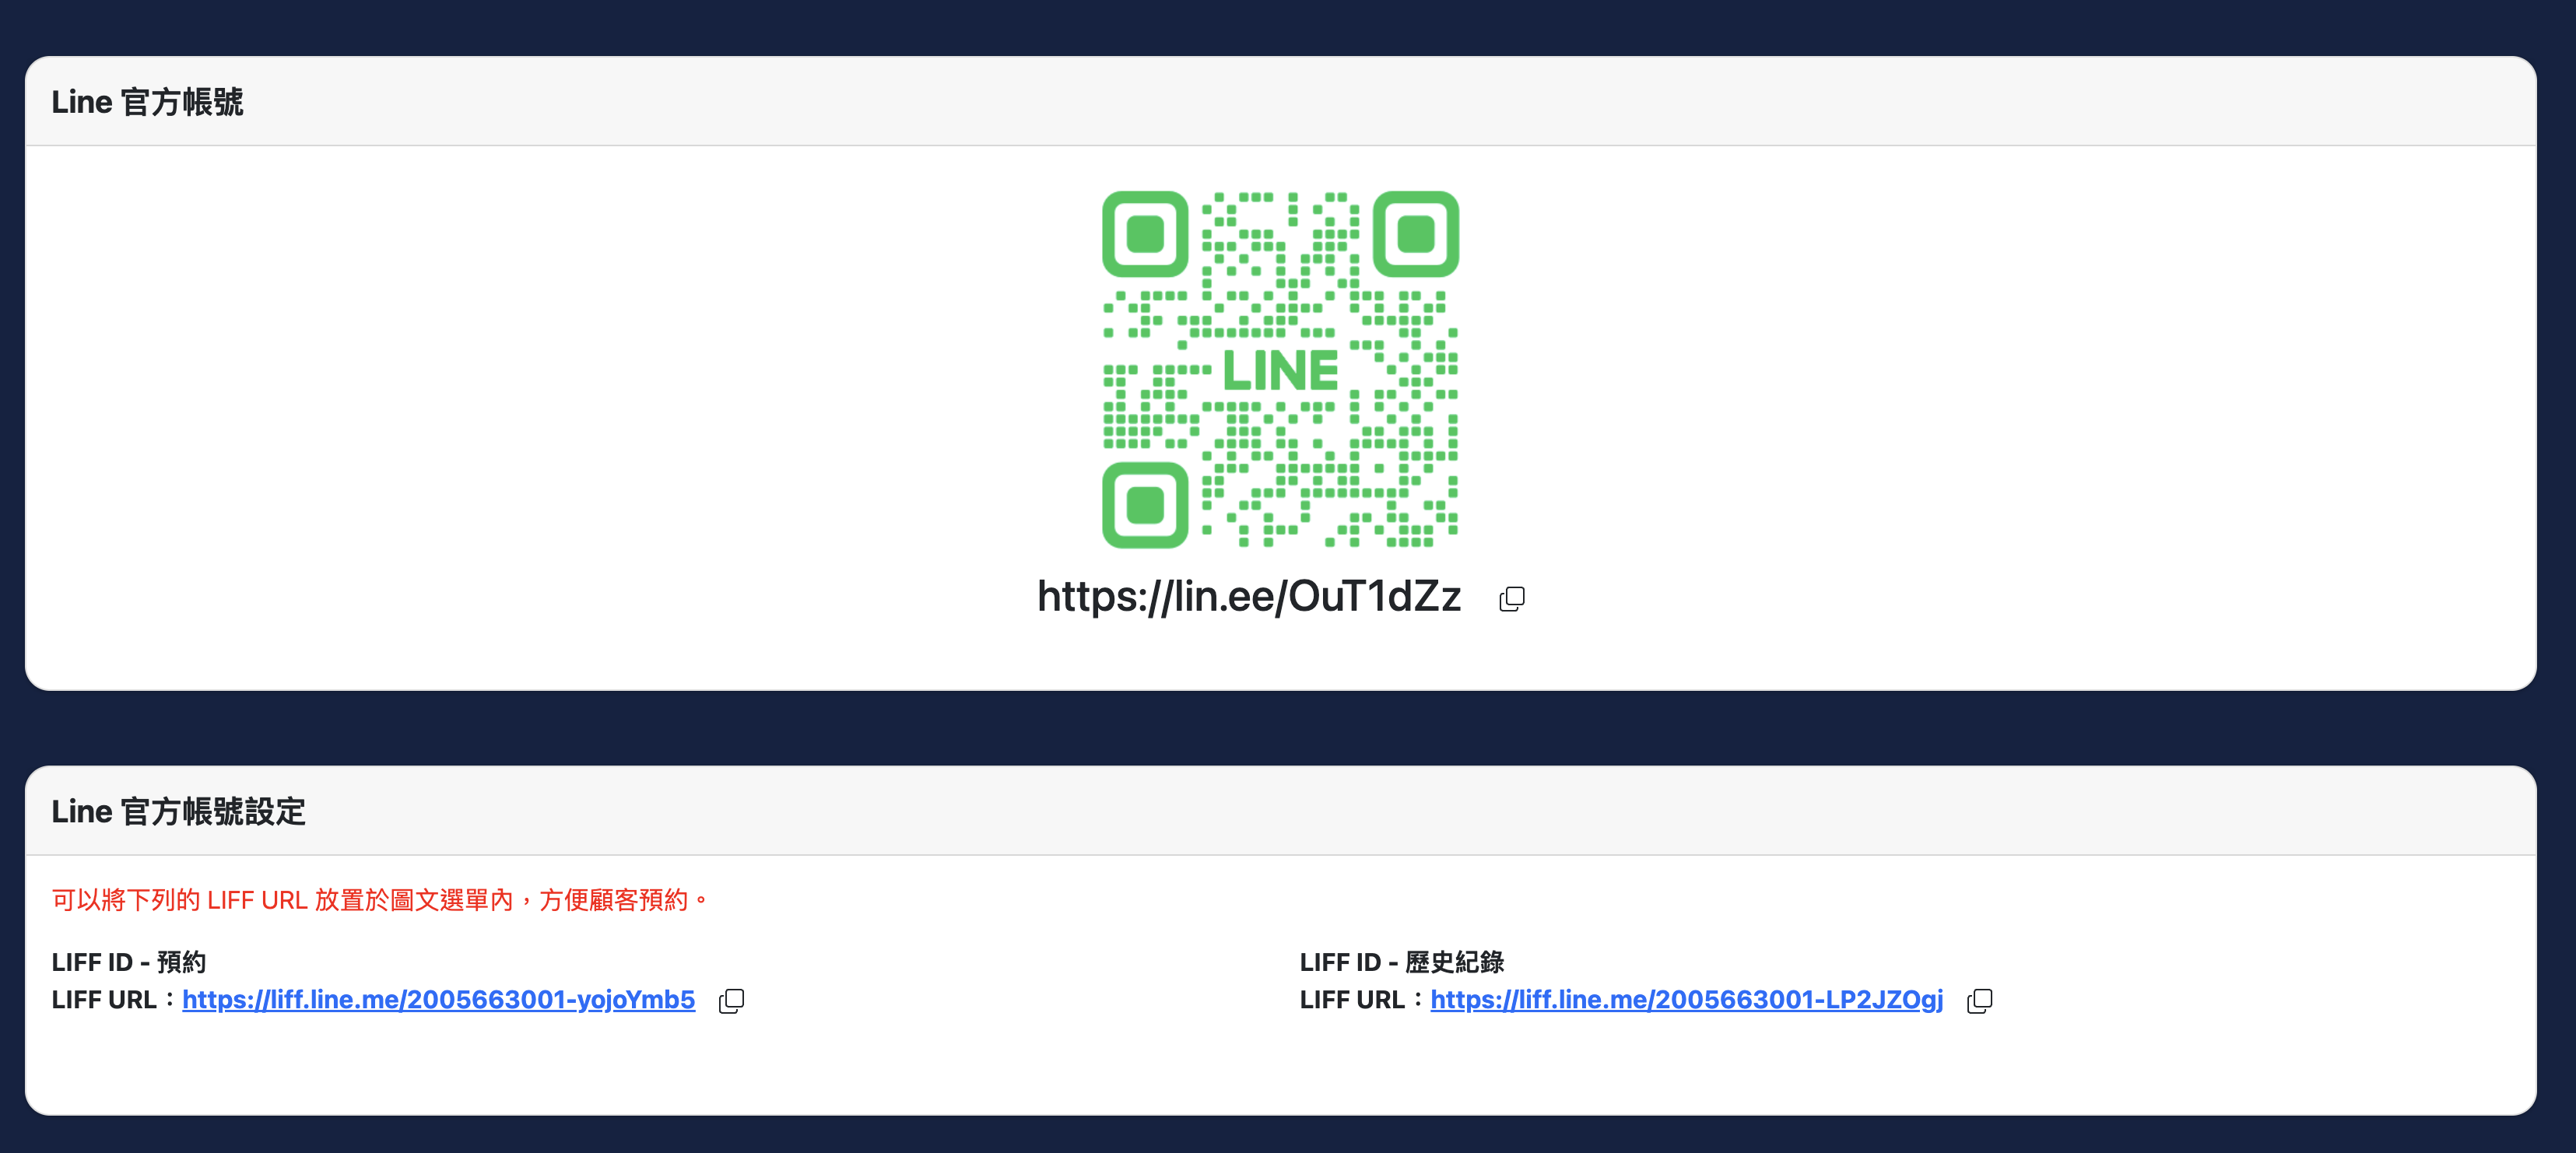 Line 官方帳號
LINE
https://lin.ee/OuT1dZz
Line 官方帳號設定
可以將下列的 LIFF URL 放置於圖文選單內，方便顧客預約。
LIFF ID - 預約
LIFF URL：https://liff.line.me/2005663001-yojoYmb5
LIFF ID - 歷史紀錄
LIFF URL：https://liff.line.me/2005663001-LP2JZOgj